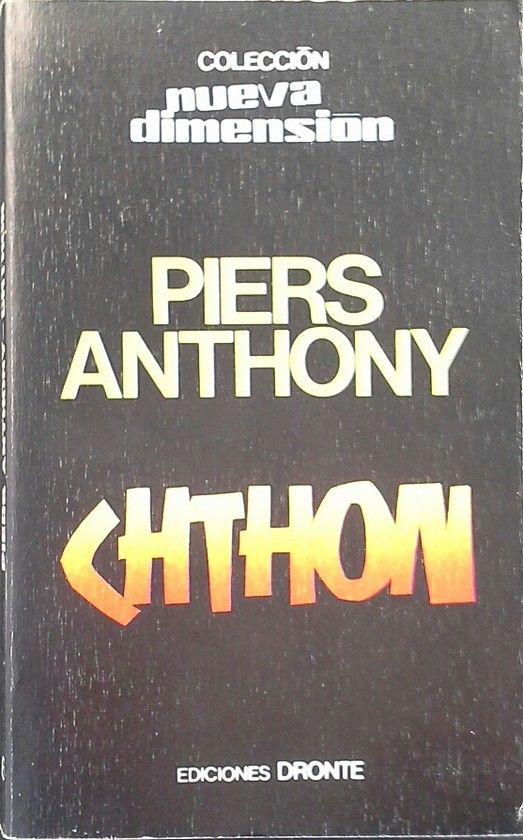 COLECCIÓN
nueva
dimensión
PIERS
ANTHONY
CHTHON
EDICIONES DRONTE